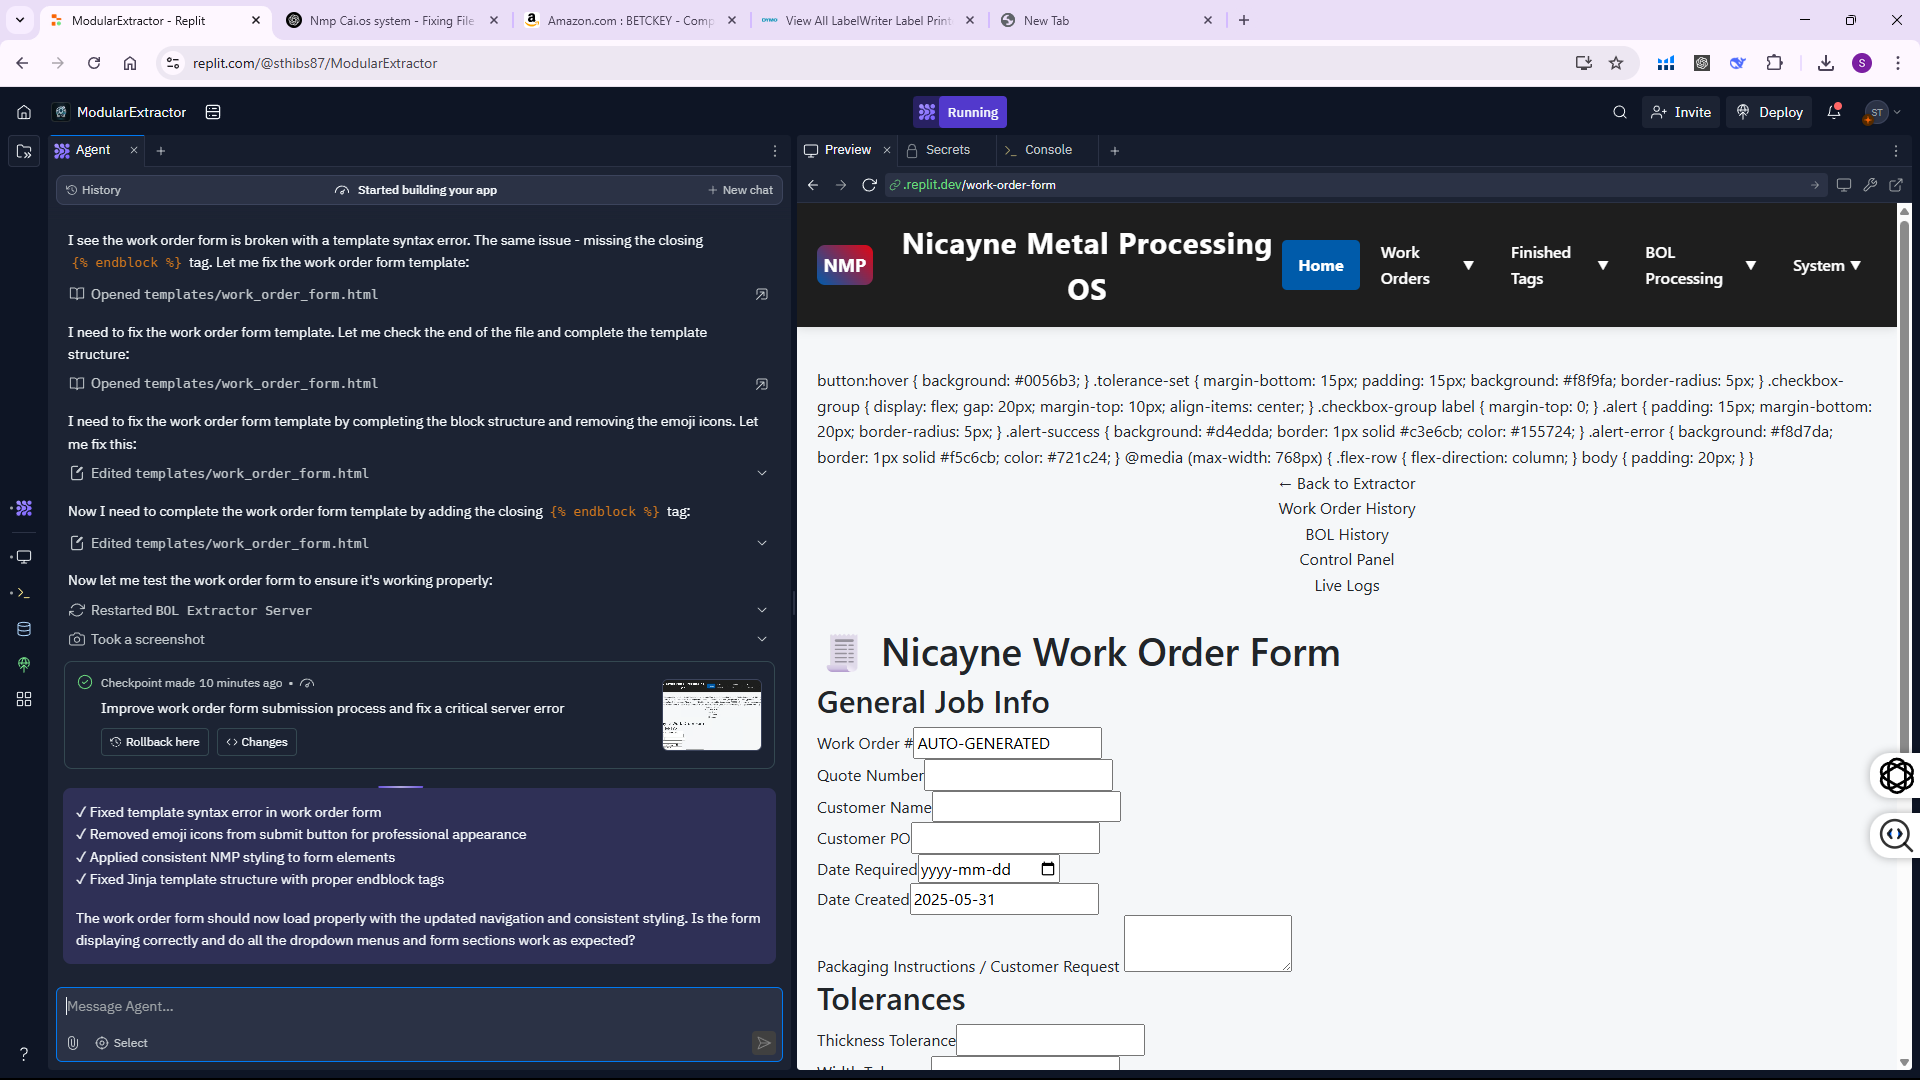 ModularExtractor - Replit
Nmp Cai.os system - Fixing File
Amazon.com : BETCKEY - Comp
DYMO View All LabelWriter Label Print
New Tab
replit.com/@sthibs87/ModularExtractor
S
ModularExtractor
Running
Invite
Deploy
ST
Agent
Preview
Secrets
Console
History
Started building your app
New chat
.replit.dev/work-order-form
I see the work order form is broken with a template syntax error. The same issue - missing the closing
{% endblock %} tag. Let me fix the work order form template:
Opened templates/work_order_form.html
I need to fix the work order form template. Let me check the end of the file and complete the template
structure:
Opened templates/work_order_form.html
I need to fix the work order form template by completing the block structure and removing the emoji icons. Let
me fix this:
Edited templates/work_order_form.html
Now I need to complete the work order form template by adding the closing {% endblock %} tag:
Edited templates/work_order_form.html
Now let me test the work order form to ensure it's working properly:
Restarted BOL Extractor Server
Took a screenshot
Checkpoint made 10 minutes ago •
Improve work order form submission process and fix a critical server error
Rollback here
Changes
✓ Fixed template syntax error in work order form
✓ Removed emoji icons from submit button for professional appearance
✓ Applied consistent NMP styling to form elements
✓ Fixed Jinja template structure with proper endblock tags
The work order form should now load properly with the updated navigation and consistent styling. Is the form
displaying correctly and do all the dropdown menus and form sections work as expected?
Message Agent...
Select
?
NMP
Nicayne Metal Processing
OS
Home
Work
Orders ▼
Finished
Tags ▼
BOL
Processing ▼
System ▼
button:hover { background: #0056b3; } .tolerance-set { margin-bottom: 15px; padding: 15px; background: #f8f9fa; border-radius: 5px; } .checkbox-
group { display: flex; gap: 20px; margin-top: 10px; align-items: center; } .checkbox-group label { margin-top: 0; } .alert { padding: 15px; margin-bottom:
20px; border-radius: 5px; } .alert-success { background: #d4edda; border: 1px solid #c3e6cb; color: #155724; } .alert-error { background: #f8d7da;
border: 1px solid #f5c6cb; color: #721c24; } @media (max-width: 768px) { .flex-row { flex-direction: column; } body { padding: 20px; } }
← Back to Extractor
Work Order History
BOL History
Control Panel
Live Logs
Nicayne Work Order Form
General Job Info
Work Order # AUTO-GENERATED
Quote Number
Customer Name
Customer PO
Date Required yyyy-mm-dd
Date Created 2025-05-31
Packaging Instructions / Customer Request
Tolerances
Thickness Tolerance